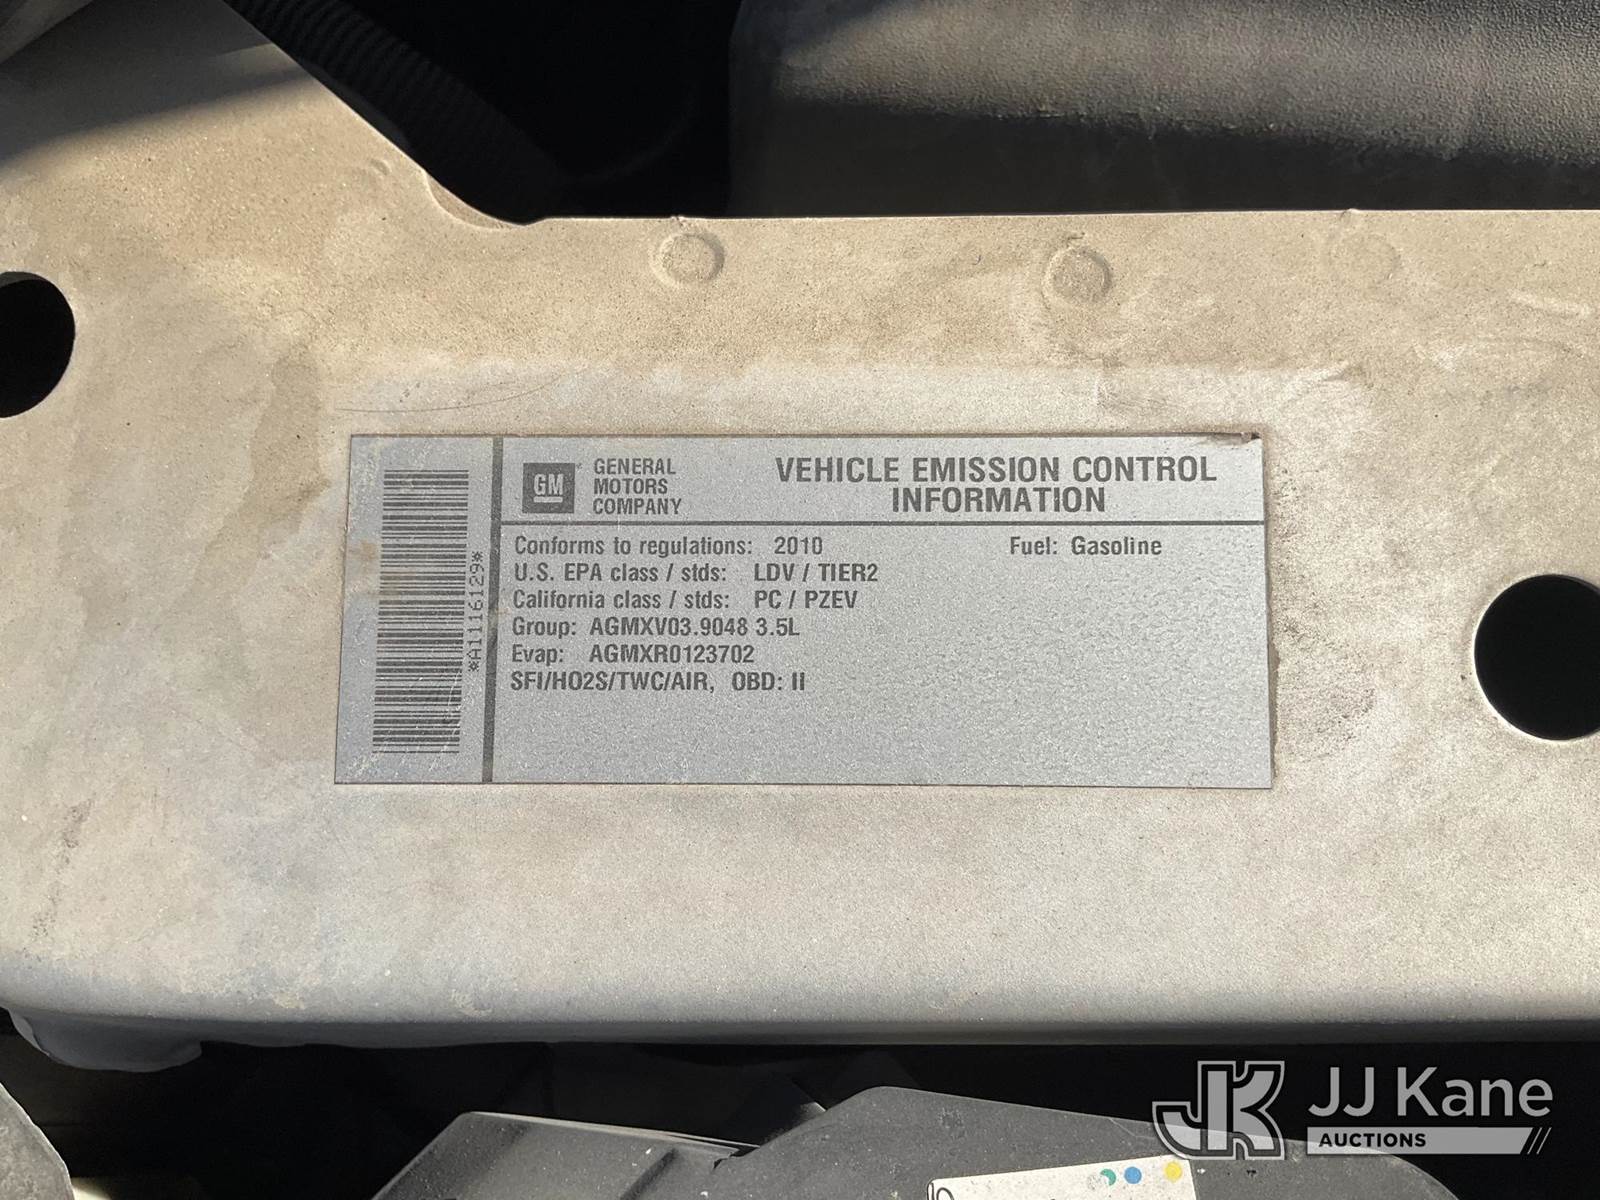 *A1116129*
GM
GENERAL
MOTORS
COMPANY
VEHICLE EMISSION CONTROL
INFORMATION
Conforms to regulations: 2010 Fuel: Gasoline
U.S. EPA class / stds: LDV / TIER2
California class / stds: PC / PZEV
Group: AGMXV03.9048 3.5L
Evap: AGMXR0123702
SFI/HO2S/TWC/AIR, OBD: II
JK JJ Kane
AUCTIONS